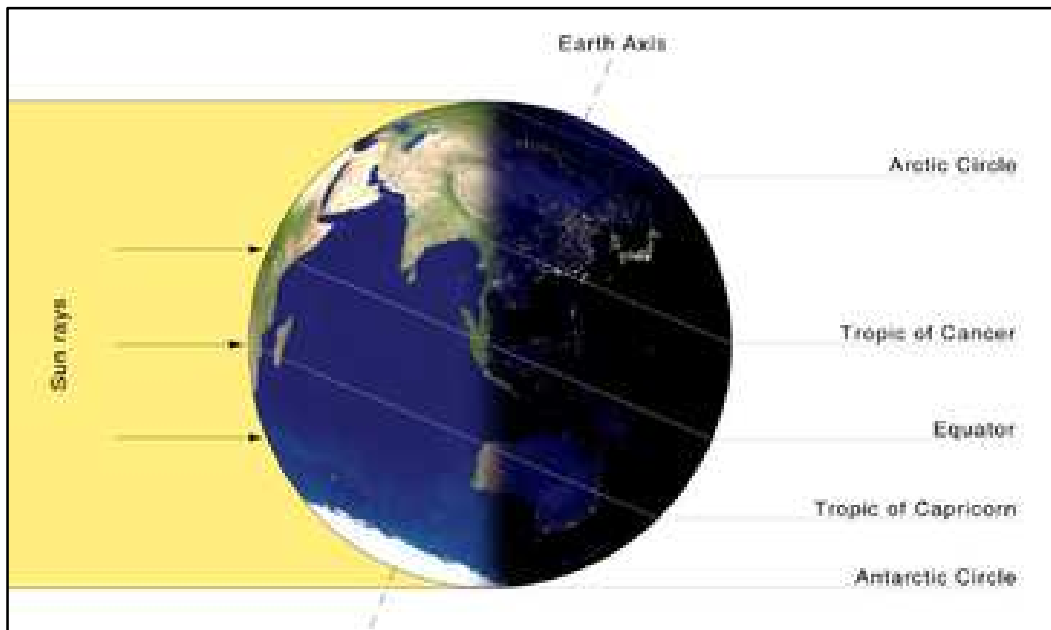 Earth Axis
Arctic Circle
Tropic of Cancer
Sun rays
Equator
Tropic of Capricorn
Antarctic Circle